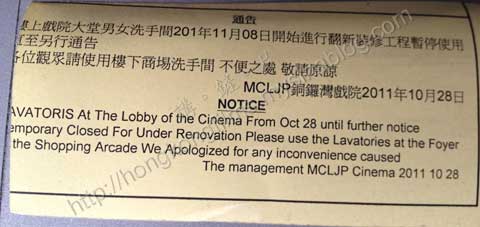 通告
上戲院大堂男女洗手間201年11月08日開始進行翻新裝修工程暫停使用
直至另行通告
各位觀眾請使用樓下商場洗手間 不便之處 敬請原諒
MCLJP銅鑼灣戲院2011年10月28日
NOTICE
AVATORIS At The Lobby of the Cinema From Oct 28 until further notice
emporary Closed For Under Renovation Please use the Lavatories at the Foyer
the Shopping Arcade We Apologized for any inconvenience caused
The management MCLJP Cinema 2011 10 28